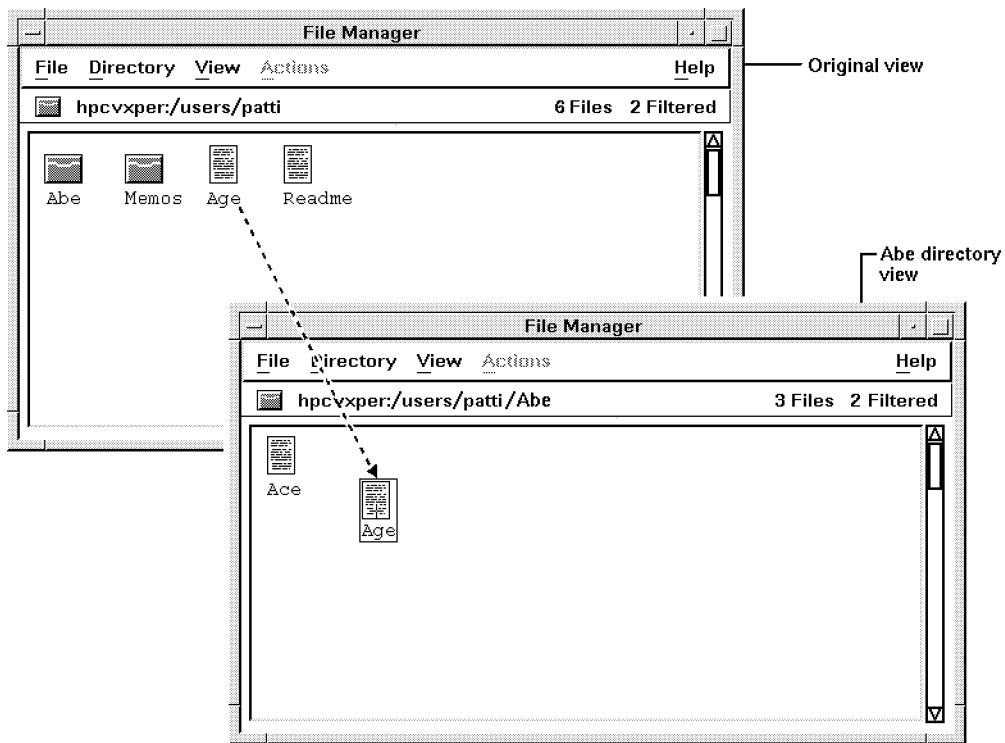 File Manager
File Directory View Actions Help
hpcvxper:/users/patti 6 Files 2 Filtered
Abe Memos Age Readme
Original view
Abe directory
view
File Manager
File Directory View Actions Help
hpcvxper:/users/patti/Abe 3 Files 2 Filtered
Ace
Age